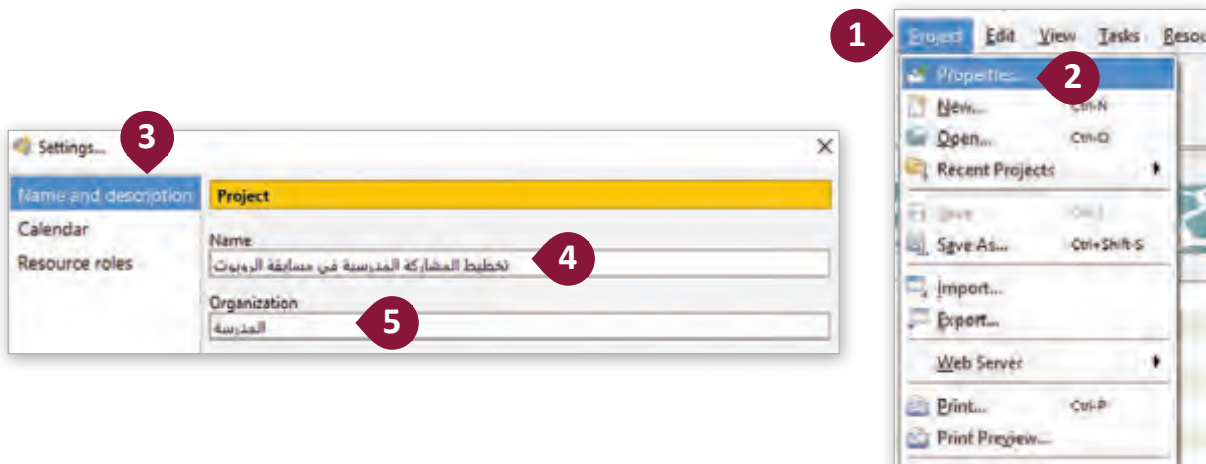 1
Project Edit View Tasks
2
Properties...
New... Ctrl-N
Open... Ctrl-O
Recent Projects
Save
Save As... Ctrl+Shift-S
Import...
Export...
Web Server
Print... Ctrl-P
Print Preview...
3
Settings...
Name and description
Calendar
Resource roles
Project
Name
تخطيط المشاركة المدرسية في مسابقة الروبوت
4
Organization
المدرسة
5